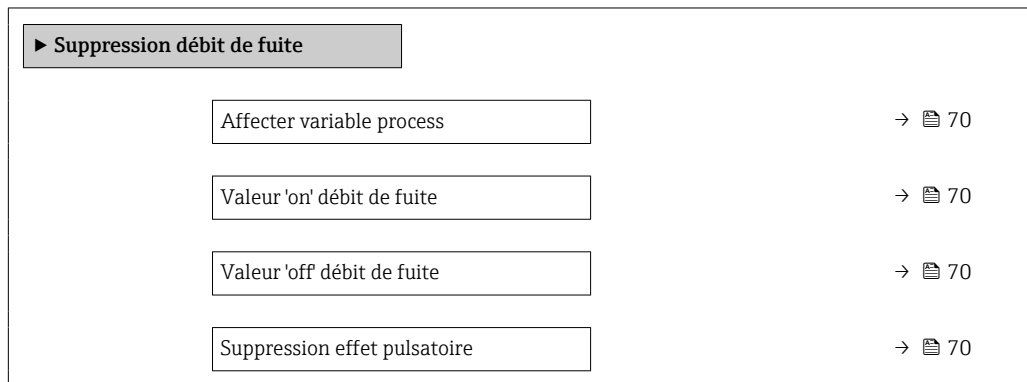 ▶ Suppression débit de fuite
Affecter variable process → 70
Valeur 'on' débit de fuite → 70
Valeur 'off' débit de fuite → 70
Suppression effet pulsatoire → 70